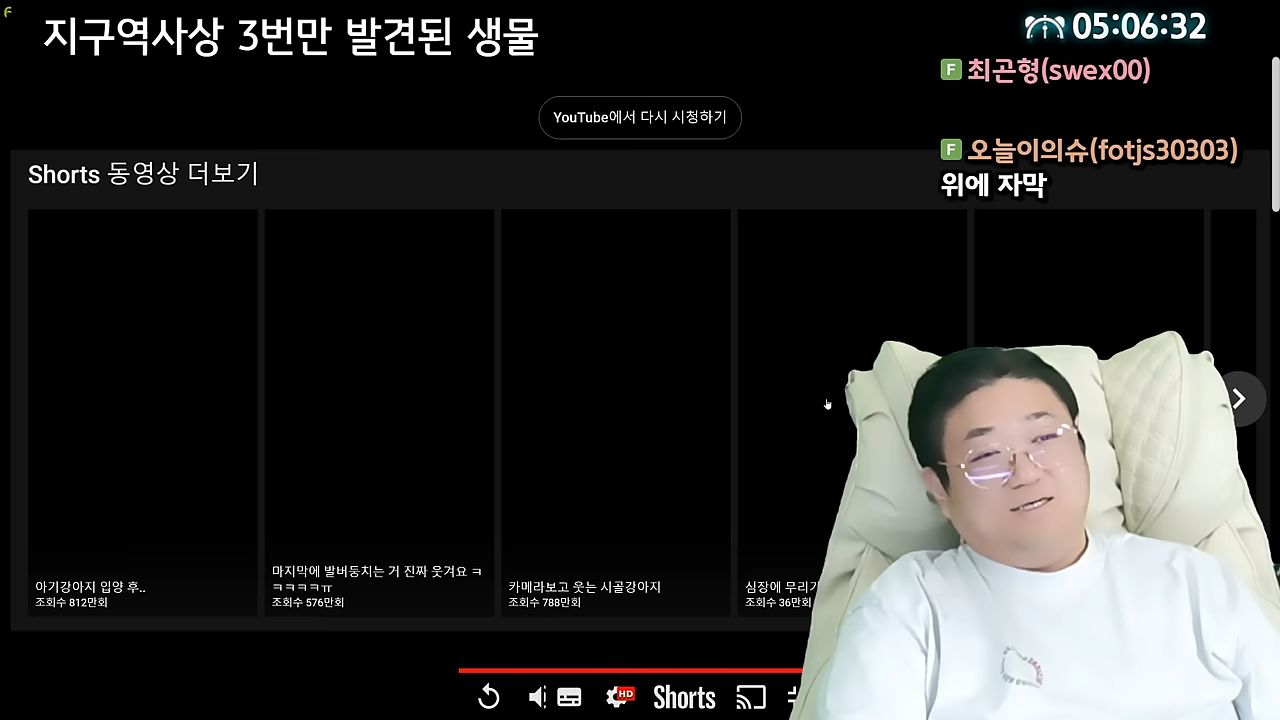 지구역사상 3번만 발견된 생물
05:06:32
F 최곤형(swex00)
YouTube에서 다시 시청하기
F 오늘이의슈(fotjs30303)
위에 자막
Shorts 동영상 더보기
아기강아지 입양 후..
조회수 812만회
마지막에 발버둥치는 거 진짜 웃겨요 ㅋ
ㅋㅋㅋㅋㅋㅠ
조회수 576만회
카메라보고 웃는 시골강아지
조회수 788만회
심장에 무리가
조회수 36만회
HD
Shorts